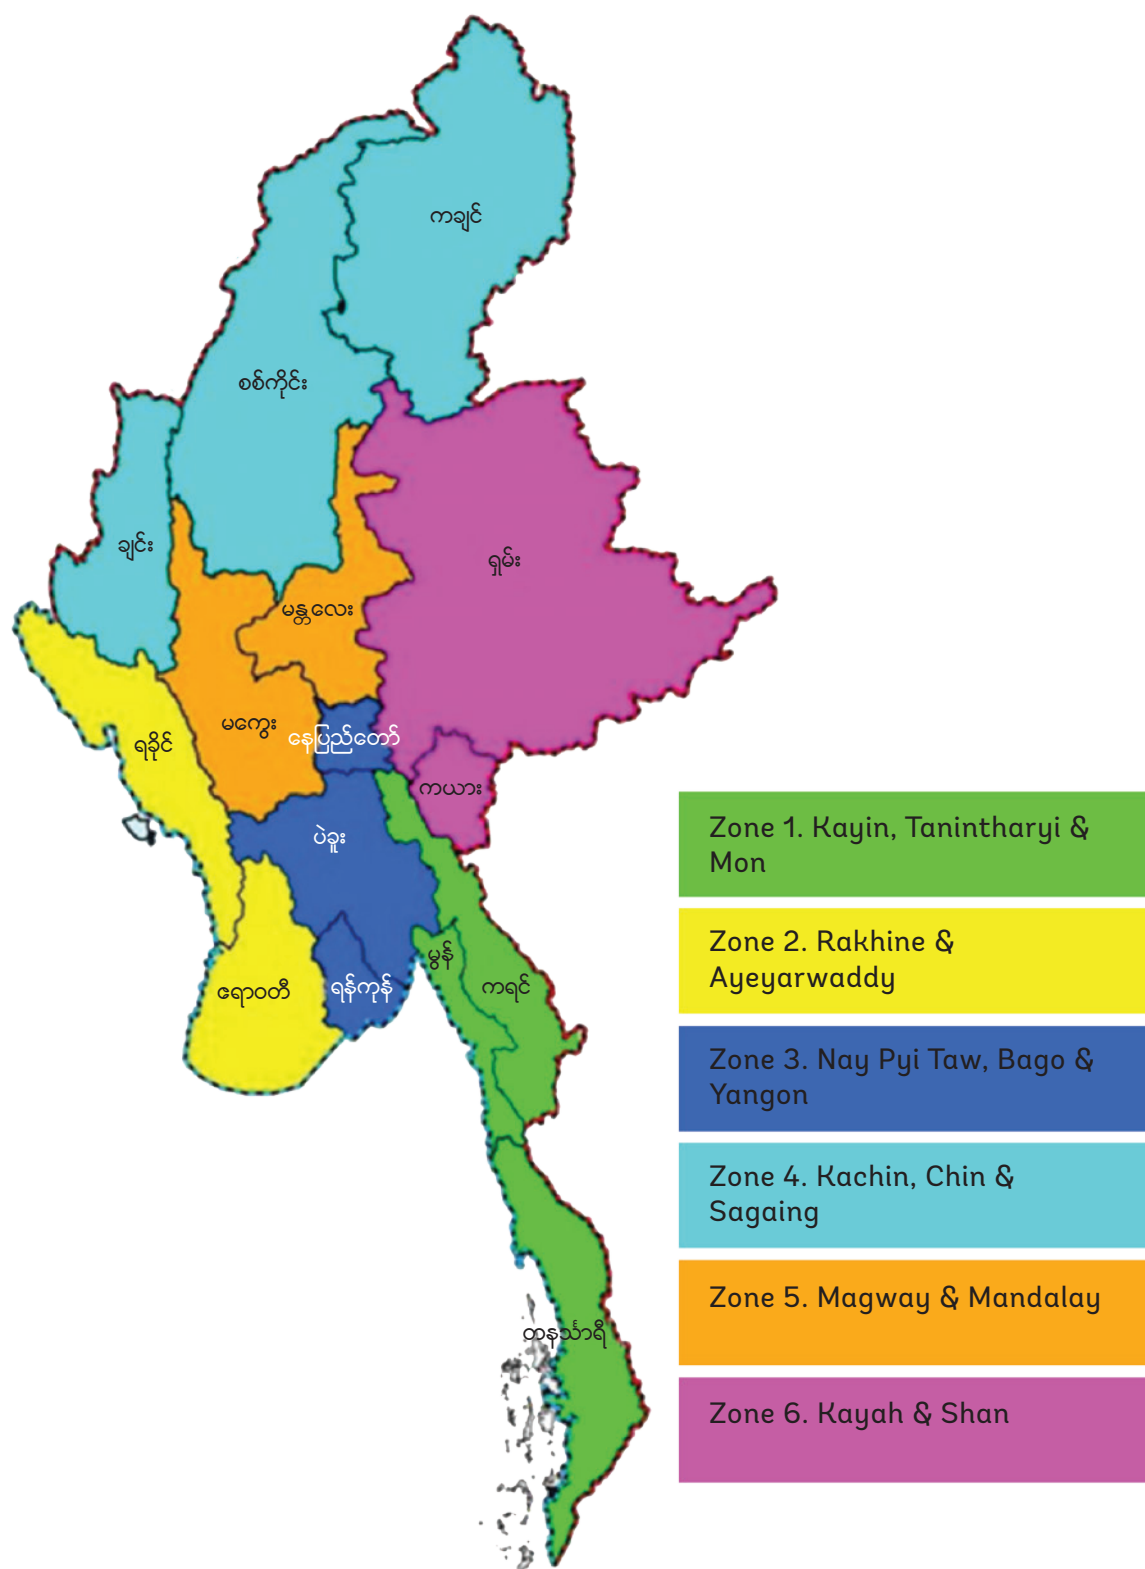 ကချင်
စစ်ကိုင်း
ချင်း
ရှမ်း
မန္တလေး
မကွေး
နေပြည်တော်
ရခိုင်
ကယား
ပဲခူး
မွန်
ကရင်
ဧရာဝတီ
ရန်ကုန်
တနင်္သာရီ
Zone 1. Kayin, Tanintharyi &
Mon
Zone 2. Rakhine &
Ayeyarwaddy
Zone 3. Nay Pyi Taw, Bago &
Yangon
Zone 4. Kachin, Chin &
Sagaing
Zone 5. Magway & Mandalay
Zone 6. Kayah & Shan